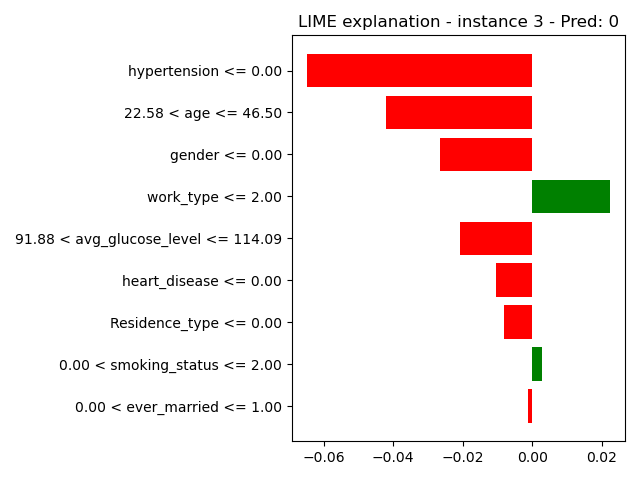 LIME explanation - instance 3 - Pred: 0
hypertension <= 0.00
22.58 < age <= 46.50
gender <= 0.00
work_type <= 2.00
91.88 < avg_glucose_level <= 114.09
heart_disease <= 0.00
Residence_type <= 0.00
0.00 < smoking_status <= 2.00
0.00 < ever_married <= 1.00
−0.06 −0.04 −0.02 0.00 0.02